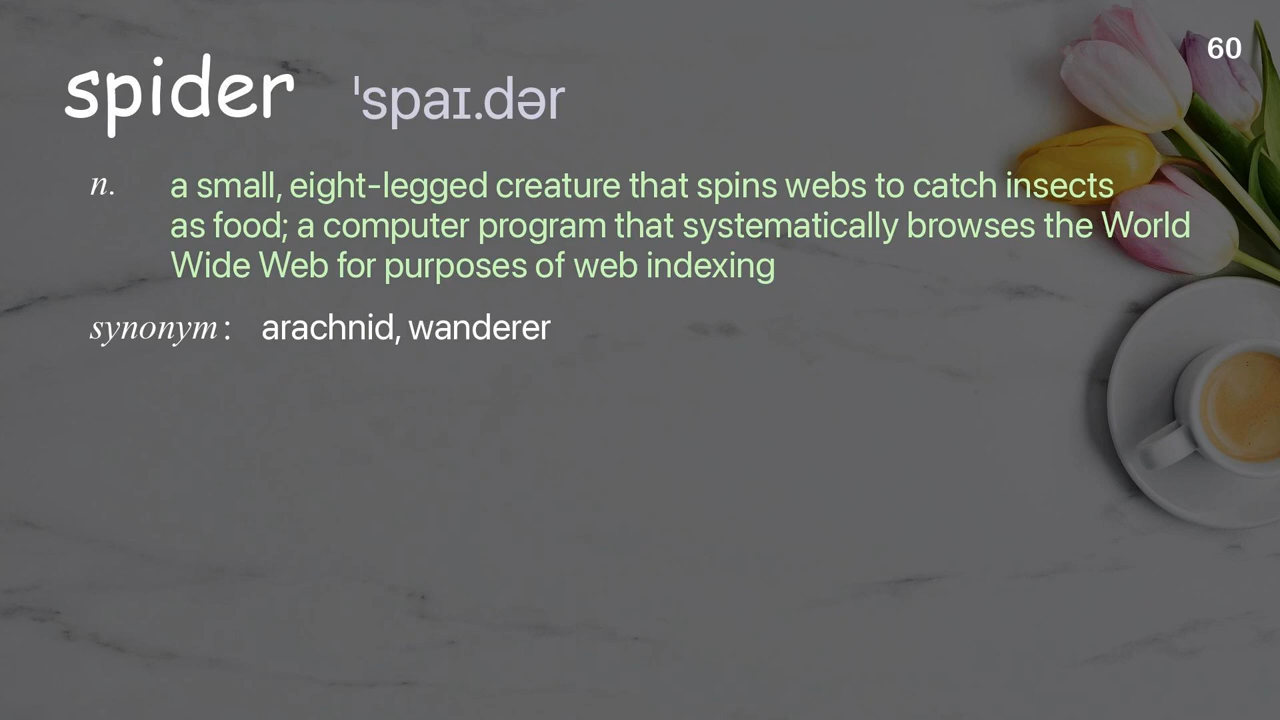 60
spider ˈspaɪ.dər
n. a small, eight-legged creature that spins webs to catch insects
as food; a computer program that systematically browses the World
Wide Web for purposes of web indexing
synonym: arachnid, wanderer